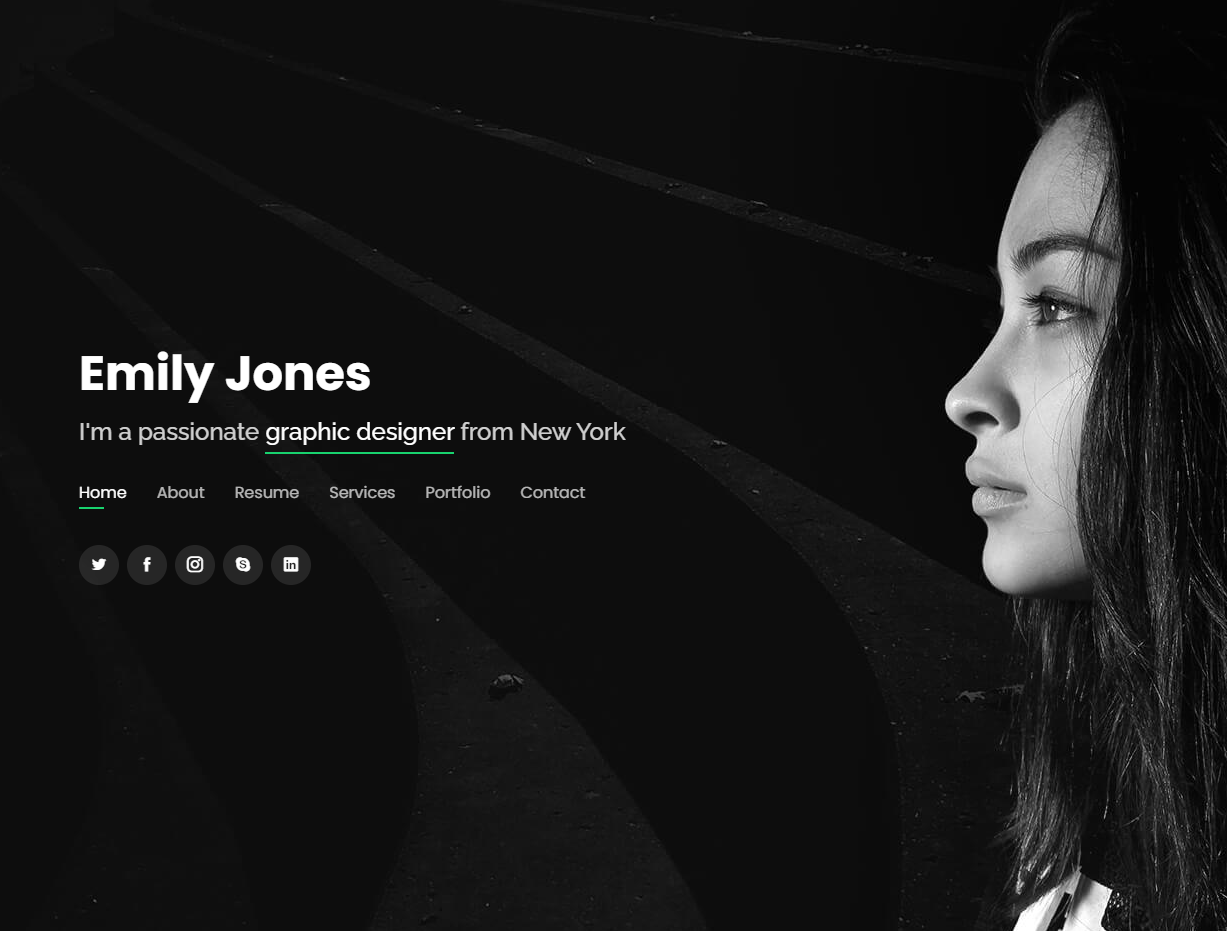 Emily Jones
I'm a passionate graphic designer from New York
Home About Resume Services Portfolio Contact